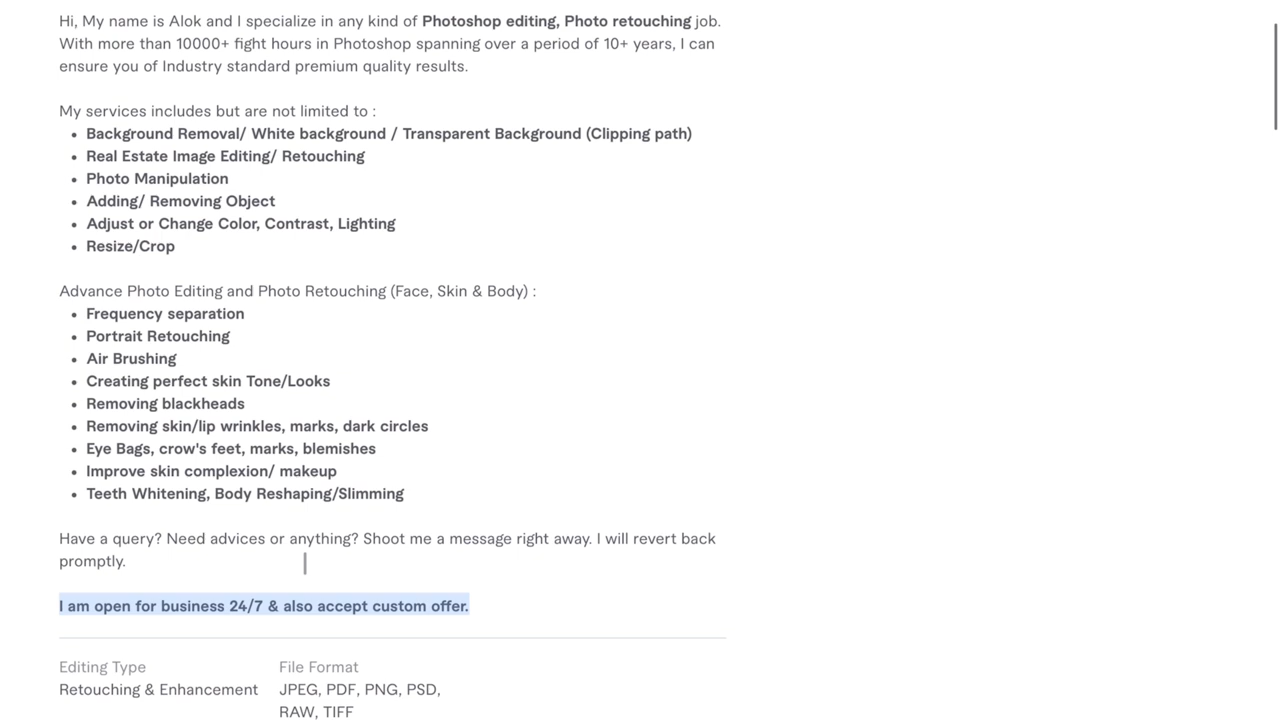 Hi, My name is Alok and I specialize in any kind of Photoshop editing, Photo retouching job.
With more than 10000+ fight hours in Photoshop spanning over a period of 10+ years, I can
ensure you of Industry standard premium quality results.
My services includes but are not limited to :
• Background Removal/ White background / Transparent Background (Clipping path)
• Real Estate Image Editing/ Retouching
• Photo Manipulation
• Adding/ Removing Object
• Adjust or Change Color, Contrast, Lighting
• Resize/Crop
Advance Photo Editing and Photo Retouching (Face, Skin & Body) :
• Frequency separation
• Portrait Retouching
• Air Brushing
• Creating perfect skin Tone/Looks
• Removing blackheads
• Removing skin/lip wrinkles, marks, dark circles
• Eye Bags, crow's feet, marks, blemishes
• Improve skin complexion/ makeup
• Teeth Whitening, Body Reshaping/Slimming
Have a query? Need advices or anything? Shoot me a message right away. I will revert back
promptly.
I am open for business 24/7 & also accept custom offer.
Editing Type
Retouching & Enhancement
File Format
JPEG, PDF, PNG, PSD,
RAW, TIFF